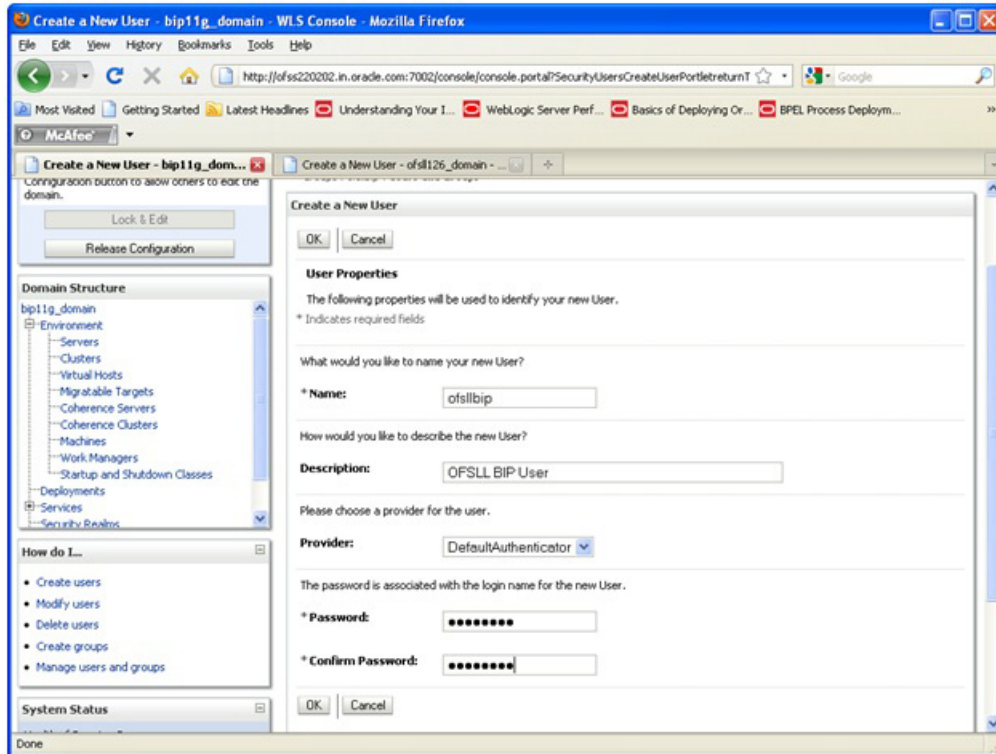 Create a New User - bip11g_domain - WLS Console - Mozilla Firefox
File Edit View History Bookmarks Tools Help
http://ofss220202.in.oracle.com:7002/console/console.portal?SecurityUsersCreateUserPortletreturnT
Google
Most Visited Getting Started Latest Headlines Understanding Your I... WebLogic Server Perf... Basics of Deploying Or... BPEL Process Deploym... »
McAfee
Create a New User - bip11g_dom... Create a New User - ofsll126_domain - ...
Configuration button to allow others to edit the
domain.
Lock & Edit
Release Configuration
Domain Structure
bip11g_domain
Environment
Servers
Clusters
Virtual Hosts
Migratable Targets
Coherence Servers
Coherence Clusters
Machines
Work Managers
Startup and Shutdown Classes
Deployments
Services
Security Realms
How do I...
Create users
Modify users
Delete users
Create groups
Manage users and groups
System Status
Create a New User
OK Cancel
User Properties
The following properties will be used to identify your new User.
* Indicates required fields
What would you like to name your new User?
* Name: ofsllbip
How would you like to describe the new User?
Description: OFSLL BIP User
Please choose a provider for the user.
Provider: DefaultAuthenticator
The password is associated with the login name for the new User.
* Password: ●●●●●●●●
* Confirm Password: ●●●●●●●●
OK Cancel
Done